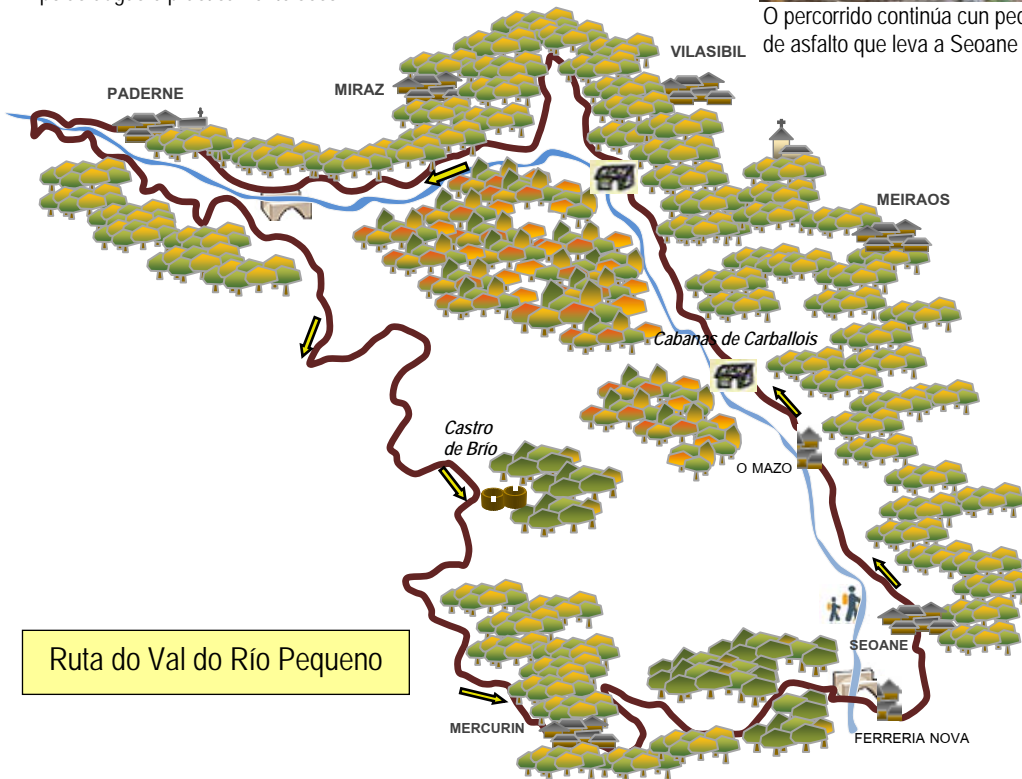 O percorrido continúa cun
de asfalto que leva a Seoane
VILASIBIL
MIRAZ
PADERNE
MEIRAOS
Cabanas de Carballois
Castro
de Brío
O MAZO
SEOANE
Ruta do Val do Río Pequeno
MERCURIN
FERRERIA NOVA